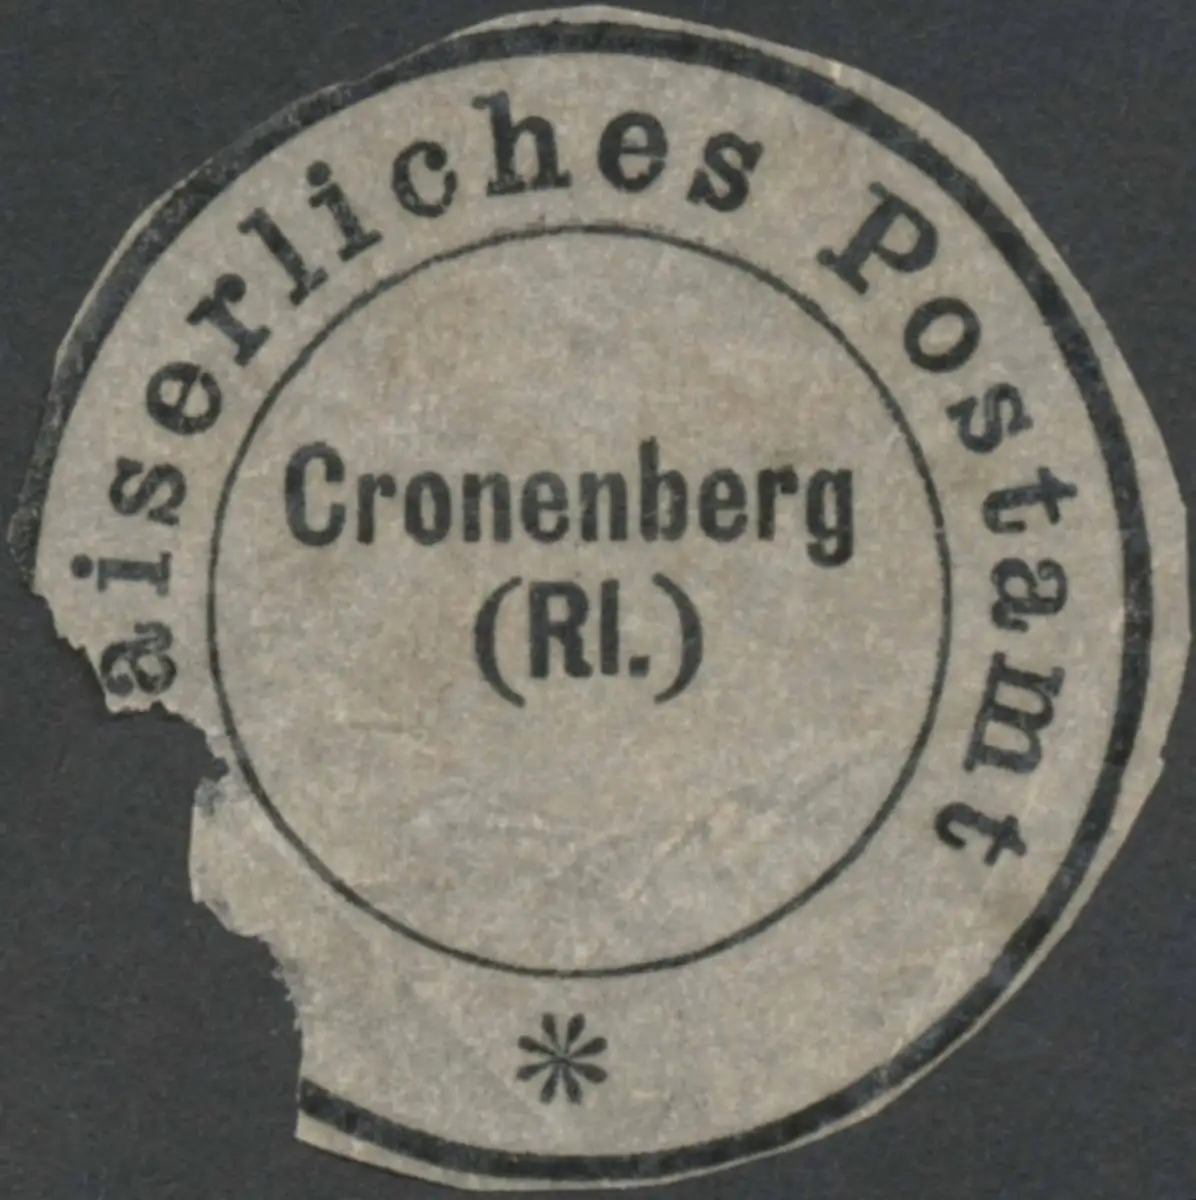 aiserliches Postamt
Cronenberg
(Rl.)